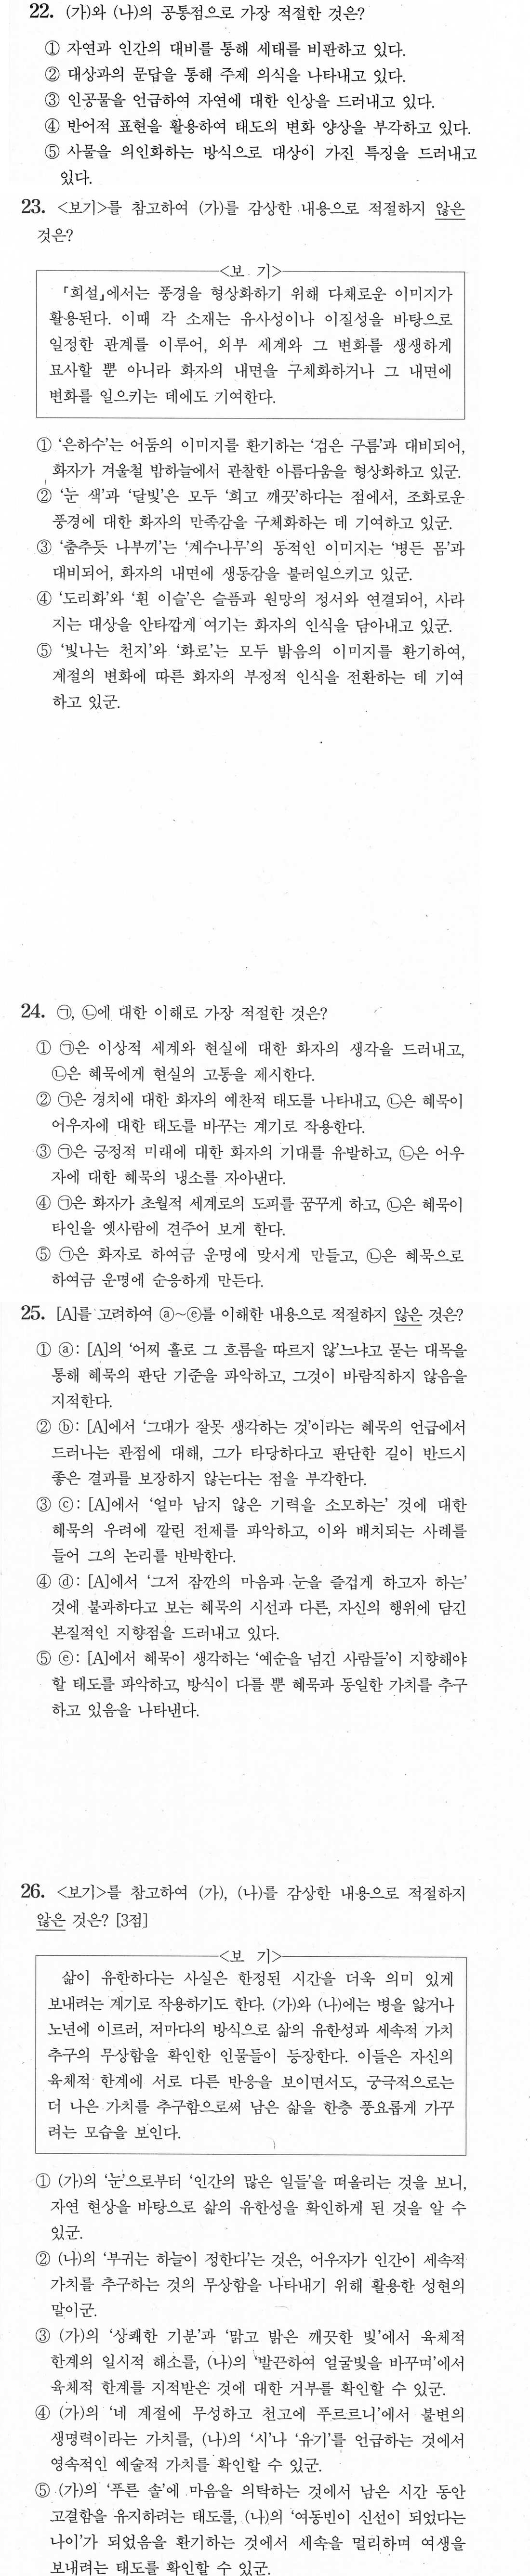 22. (가)와 (나)의 공통점으로 가장 적절한 것은?
① 자연과 인간의 대비를 통해 세태를 비판하고 있다.
② 대상과의 문답을 통해 주제 의식을 나타내고 있다.
③ 인공물을 언급하여 자연에 대한 인상을 드러내고 있다.
④ 반어적 표현을 활용하여 태도의 변화 양상을 부각하고 있다.
⑤ 사물을 의인화하는 방식으로 대상이 가진 특징을 드러내고
있다.
23. <보기>를 참고하여 (가)를 감상한 내용으로 적절하지 않은
것은?
<보 기>
「희설」에서는 풍경을 형상화하기 위해 다채로운 이미지가
활용된다. 이때 각 소재는 유사성이나 이질성을 바탕으로
일정한 관계를 이루어, 외부 세계와 그 변화를 생생하게
묘사할 뿐 아니라 화자의 내면을 구체화하거나 그 내면에
변화를 일으키는 데에도 기여한다.
① ‘은하수’는 어둠의 이미지를 환기하는 ‘검은 구름’과 대비되어,
화자가 겨울철 밤하늘에서 관찰한 아름다움을 형상화하고 있군.
② ‘눈 색’과 ‘달빛’은 모두 ‘희고 깨끗’하다는 점에서, 조화로운
풍경에 대한 화자의 만족감을 구체화하는 데 기여하고 있군.
③ ‘춤추듯 나부끼’는 ‘계수나무’의 동적인 이미지는 ‘병든 몸’과
대비되어, 화자의 내면에 생동감을 불러일으키고 있군.
④ ‘도리화’와 ‘흰 이슬’은 슬픔과 원망의 정서와 연결되어, 사라
지는 대상을 안타깝게 여기는 화자의 인식을 담아내고 있군.
⑤ ‘빛나는 천지’와 ‘화로’는 모두 밝음의 이미지를 환기하여,
계절의 변화에 따른 화자의 부정적 인식을 전환하는 데 기여
하고 있군.
24. ㉠, ㉡에 대한 이해로 가장 적절한 것은?
① ㉠은 이상적 세계와 현실에 대한 화자의 생각을 드러내고,
㉡은 혜묵에게 현실의 고통을 제시한다.
② ㉠은 경치에 대한 화자의 예찬적 태도를 나타내고, ㉡은 혜묵이
어우자에 대한 태도를 바꾸는 계기로 작용한다.
③ ㉠은 긍정적 미래에 대한 화자의 기대를 유발하고, ㉡은 어우
자에 대한 혜묵의 냉소를 자아낸다.
④ ㉠은 화자가 초월적 세계로의 도피를 꿈꾸게 하고, ㉡은 혜묵이
타인을 옛사람에 견주어 보게 한다.
⑤ ㉠은 화자로 하여금 운명에 맞서게 만들고, ㉡은 혜묵으로
하여금 운명에 순응하게 만든다.
25. [A]를 고려하여 ⓐ~ⓔ를 이해한 내용으로 적절하지 않은 것은?
① ⓐ: [A]의 ‘어찌 홀로 그 흐름을 따르지 않’느냐고 묻는 대목을
통해 혜묵의 판단 기준을 파악하고, 그것이 바람직하지 않음을
지적한다.
② ⓑ: [A]에서 ‘그대가 잘못 생각하는 것’이라는 혜묵의 언급에서
드러나는 관점에 대해, 그가 타당하다고 판단한 길이 반드시
좋은 결과를 보장하지 않는다는 점을 부각한다.
③ ⓒ: [A]에서 ‘얼마 남지 않은 기력을 소모하는’ 것에 대한
혜묵의 우려에 깔린 전제를 파악하고, 이와 배치되는 사례를
들어 그의 논리를 반박한다.
④ ⓓ: [A]에서 ‘그저 잠깐의 마음과 눈을 즐겁게 하고자 하는’
것에 불과하다고 보는 혜묵의 시선과 다른, 자신의 행위에 담긴
본질적인 지향점을 드러내고 있다.
⑤ ⓔ: [A]에서 혜묵이 생각하는 ‘예순을 넘긴 사람들’이 지향해야
할 태도를 파악하고, 방식이 다를 뿐 혜묵과 동일한 가치를 추구
하고 있음을 나타낸다.
26. <보기>를 참고하여 (가), (나)를 감상한 내용으로 적절하지
않은 것은? [3점]
<보 기>
삶이 유한하다는 사실은 한정된 시간을 더욱 의미 있게
보내려는 계기로 작용하기도 한다. (가)와 (나)에는 병을 앓거나
노년에 이르러, 저마다의 방식으로 삶의 유한성과 세속적 가치
추구의 무상함을 확인한 인물들이 등장한다. 이들은 자신의
육체적 한계에 서로 다른 반응을 보이면서도, 궁극적으로는
더 나은 가치를 추구함으로써 남은 삶을 한층 풍요롭게 가꾸
려는 모습을 보인다.
① (가)의 ‘눈’으로부터 ‘인간의 많은 일들’을 떠올리는 것을 보니,
자연 현상을 바탕으로 삶의 유한성을 확인하게 된 것을 알 수
있군.
② (나)의 ‘부귀는 하늘이 정한다’는 것은, 어우자가 인간이 세속적
가치를 추구하는 것의 무상함을 나타내기 위해 활용한 성현의
말이군.
③ (가)의 ‘상쾌한 기분’과 ‘맑고 밝은 깨끗한 빛’에서 육체적
한계의 일시적 해소를, (나)의 ‘발끈하여 얼굴빛을 바꾸며’에서
육체적 한계를 지적받은 것에 대한 거부를 확인할 수 있군.
④ (가)의 ‘네 계절에 무성하고 천고에 푸르르니’에서 불변의
생명력이라는 가치를, (나)의 ‘시’나 ‘유기’를 언급하는 것에서
영속적인 예술적 가치를 확인할 수 있군.
⑤ (가)의 ‘푸른 솔’에 마음을 의탁하는 것에서 남은 시간 동안
고결함을 유지하려는 태도를, (나)의 ‘여동빈이 신선이 되었다는
나이’가 되었음을 환기하는 것에서 세속을 멀리하며 여생을
보내려는 태도를 확인할 수 있군.